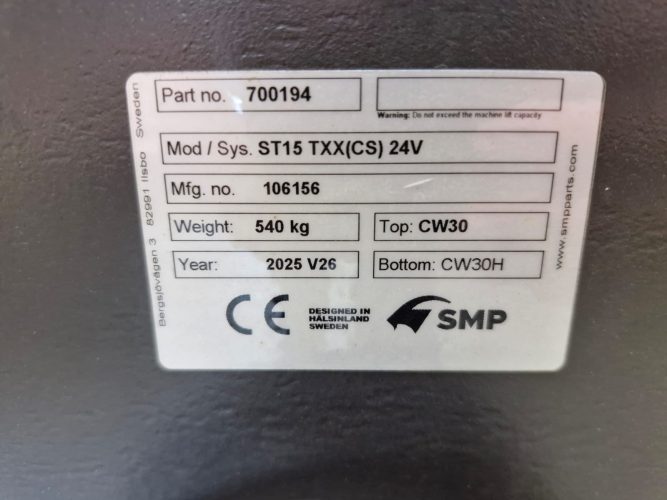 Part no. 700194
Warning: Do not exceed the machine lift capacity
Mod / Sys. ST15 TXX(CS) 24V
Mfg. no. 106156
Weight: 540 kg
Top: CW30
Year: 2025 V26
Bottom: CW30H
CE
DESIGNED IN
HÄLSINLAND
SWEDEN
SMP
Bergsjövägen 3 82991 Ilsbo Sweden
www.smpparts.com